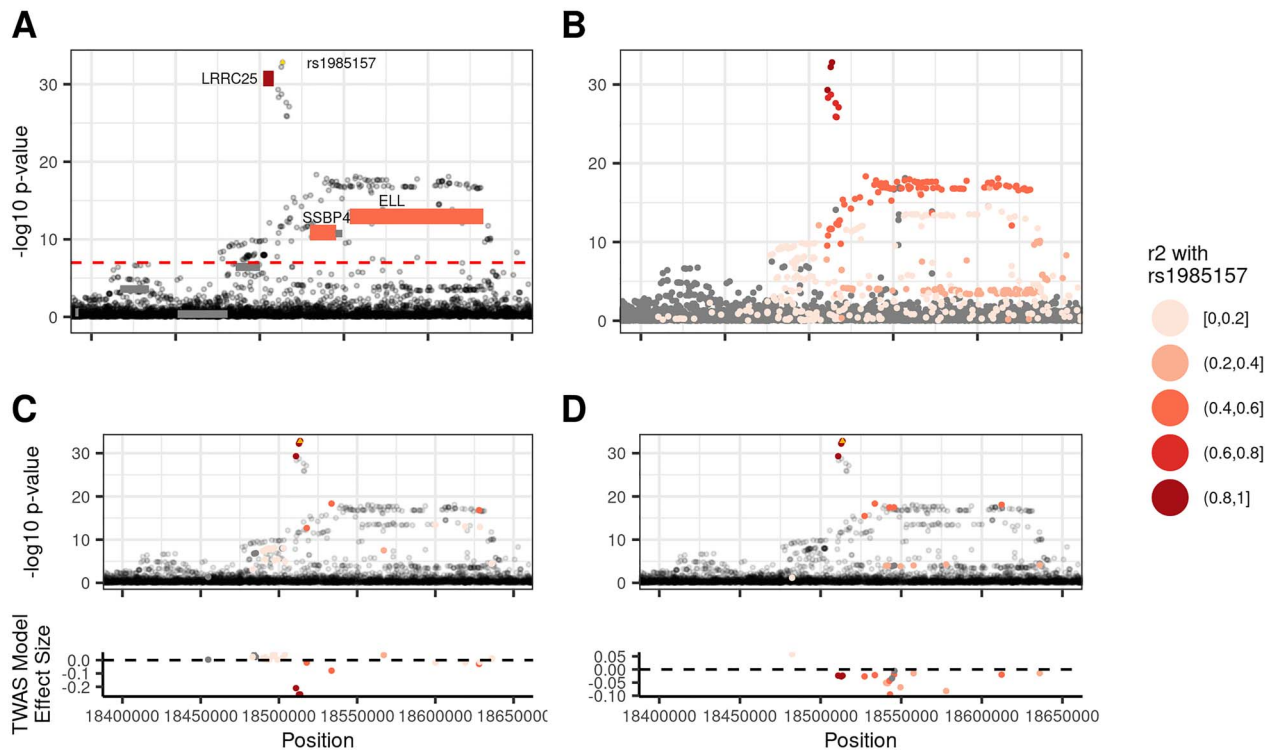 A
B
-log10 p-value
30
20
10
0
LRRC25
rs1985157
ELL
SSBP4
30
20
10
0
r2 with
rs1985157
[0,0.2]
(0.2,0.4]
(0.4,0.6]
(0.6,0.8]
(0.8,1]
C
D
-log10 p-value
30
20
10
0
30
20
10
0
TWAS Model
Effect Size
0.0
-0.1
-0.2
0.05
0.00
-0.05
-0.10
18400000 18450000 18500000 18550000 18600000 18650000
18400000 18450000 18500000 18550000 18600000 18650000
Position
Position